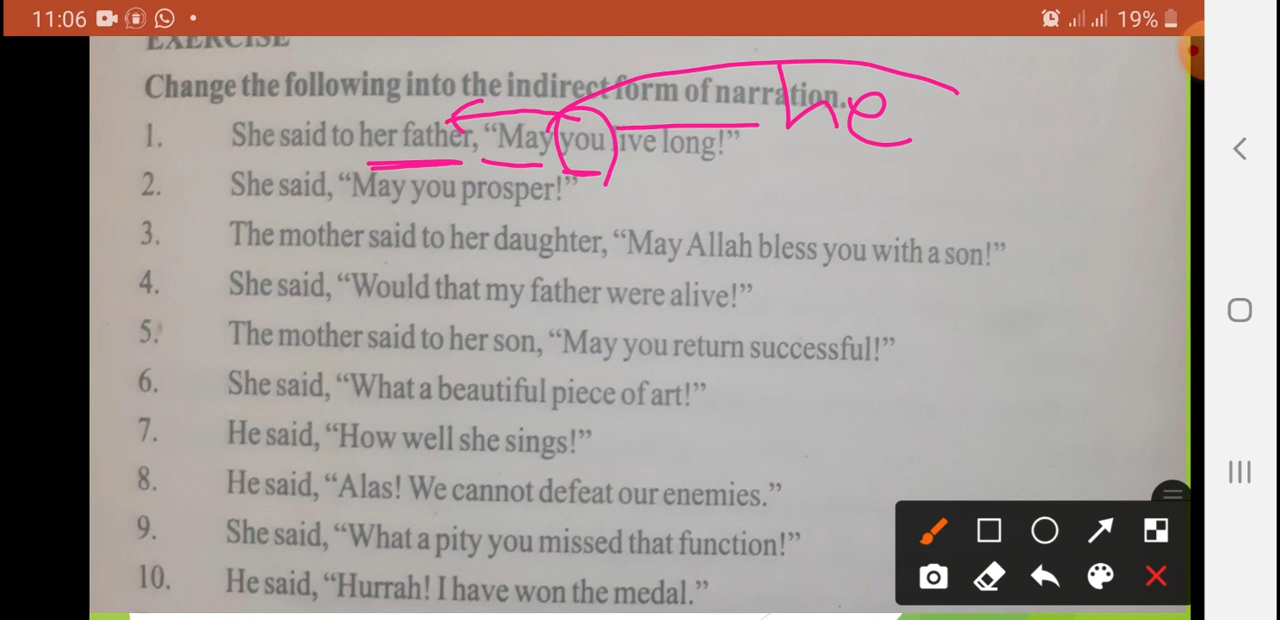 11:06 19%
EXERCISE
Change the following into the indirect form of narration.
he
1. She said to her father, “May you live long!”
2. She said, “May you prosper!”
3. The mother said to her daughter, “May Allah bless you with a son!”
4. She said, “Would that my father were alive!”
5. The mother said to her son, “May you return successful!”
6. She said, “What a beautiful piece of art!”
7. He said, “How well she sings!”
8. He said, “Alas! We cannot defeat our enemies.”
9. She said, “What a pity you missed that function!”
10. He said, “Hurrah! I have won the medal.”